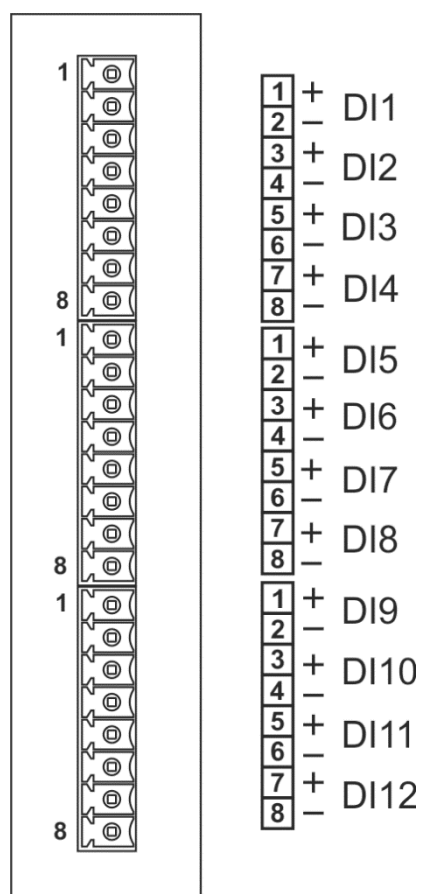 1
8
1
8
1
8
1 +
2 – DI1
3 +
4 – DI2
5 +
6 – DI3
7 +
8 – DI4
1 +
2 – DI5
3 +
4 – DI6
5 +
6 – DI7
7 +
8 – DI8
1 +
2 – DI9
3 +
4 – DI10
5 +
6 – DI11
7 +
8 – DI12